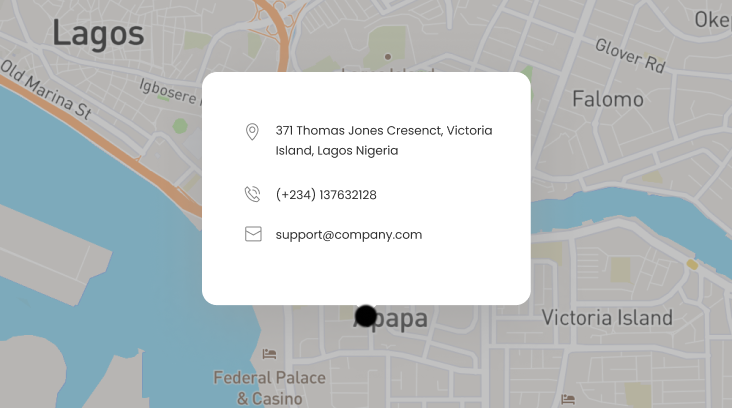 Lagos
Oke
Glover Rd
Old Marina St
Igbosere
Falomo
371 Thomas Jones Cresenct, Victoria
Island, Lagos Nigeria
(+234) 137632128
support@company.com
Apapa
Victoria Island
Federal Palace
& Casino